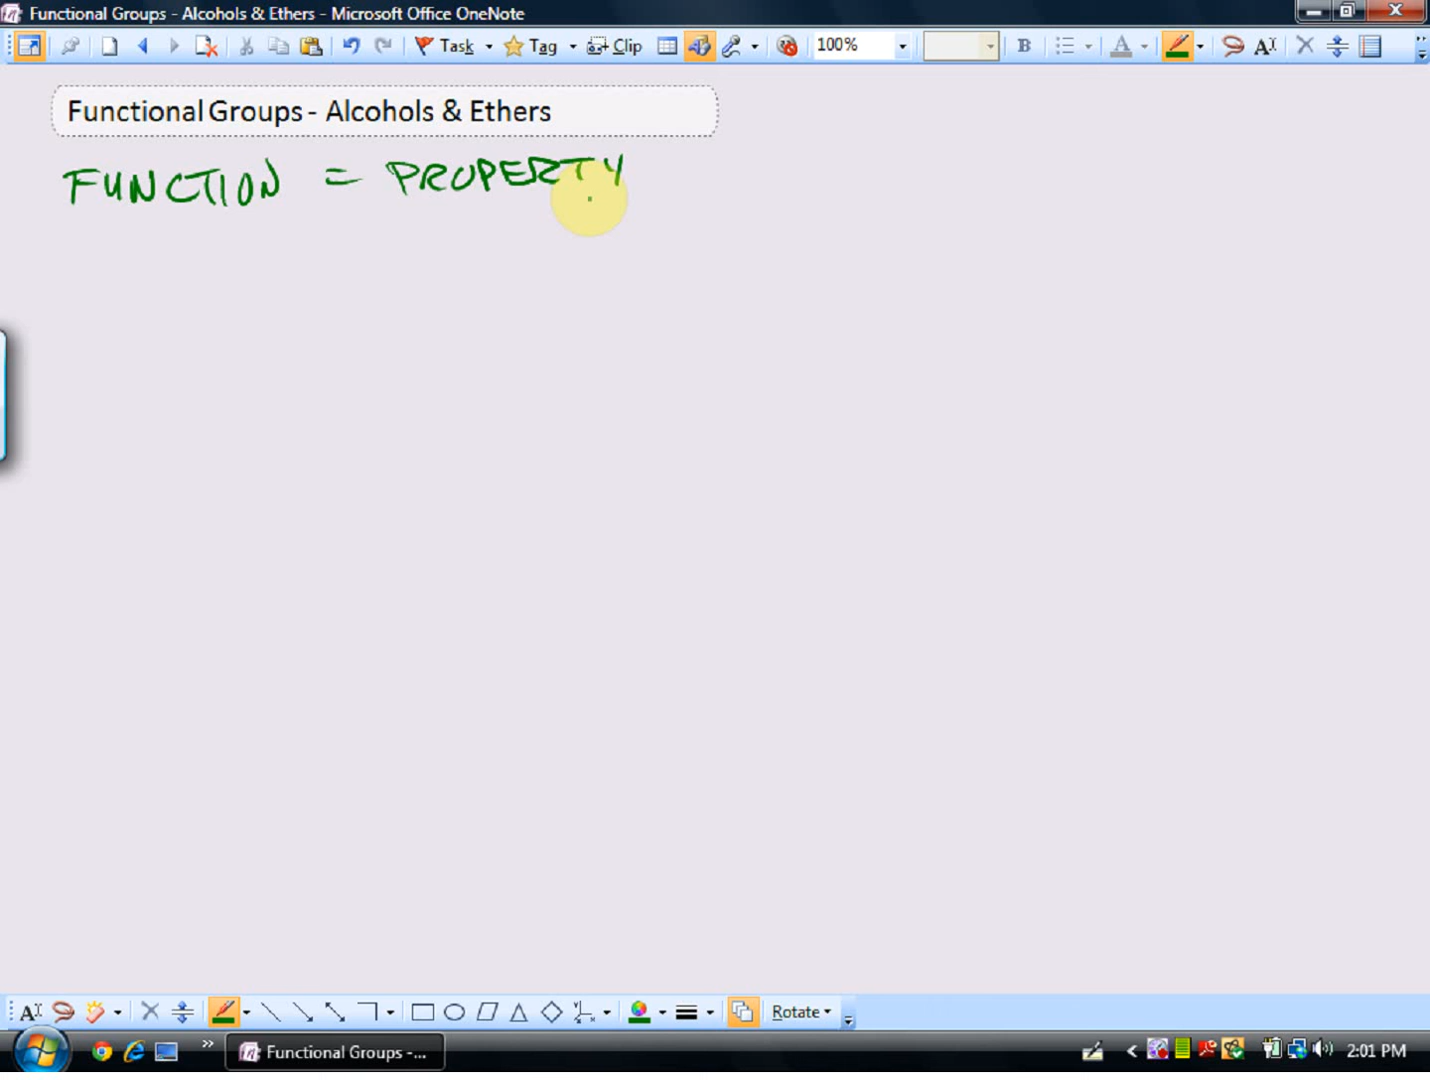 Functional Groups - Alcohols & Ethers - Microsoft Office OneNote
Task Tag Clip 100% B A A
Functional Groups - Alcohols & Ethers
FUNCTION = PROPERTY
A Rotate
Functional Groups -... 2:01 PM